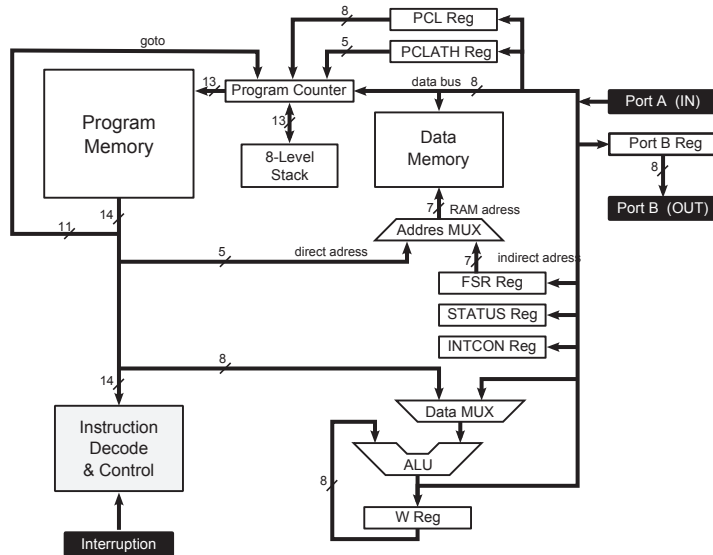 8
PCL Reg
goto
5
PCLATH Reg
13
Program Counter
data bus
8
Port A (IN)
Program
Memory
13
Data
Memory
Port B Reg
8-Level
Stack
8
Port B (OUT)
14
7
RAM adress
11
Addres MUX
5
direct adress
7
indirect adress
FSR Reg
STATUS Reg
INTCON Reg
8
14
Data MUX
Instruction
Decode
& Control
ALU
8
W Reg
Interruption